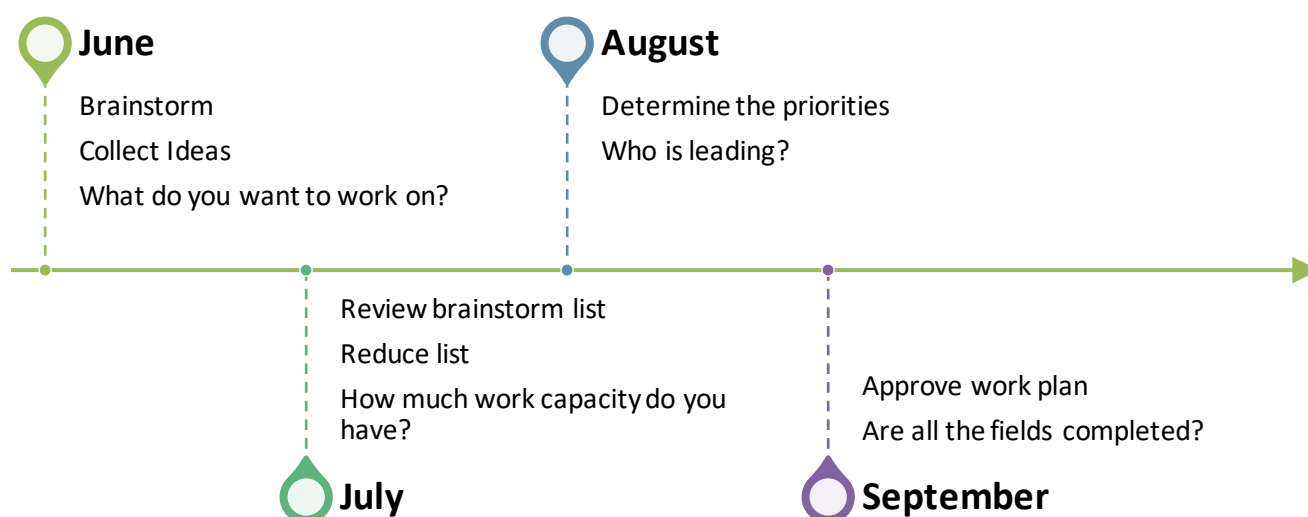 June
Brainstorm
Collect Ideas
What do you want to work on?
August
Determine the priorities
Who is leading?
Review brainstorm list
Reduce list
How much work capacity do you
have?
July
Approve work plan
Are all the fields completed?
September